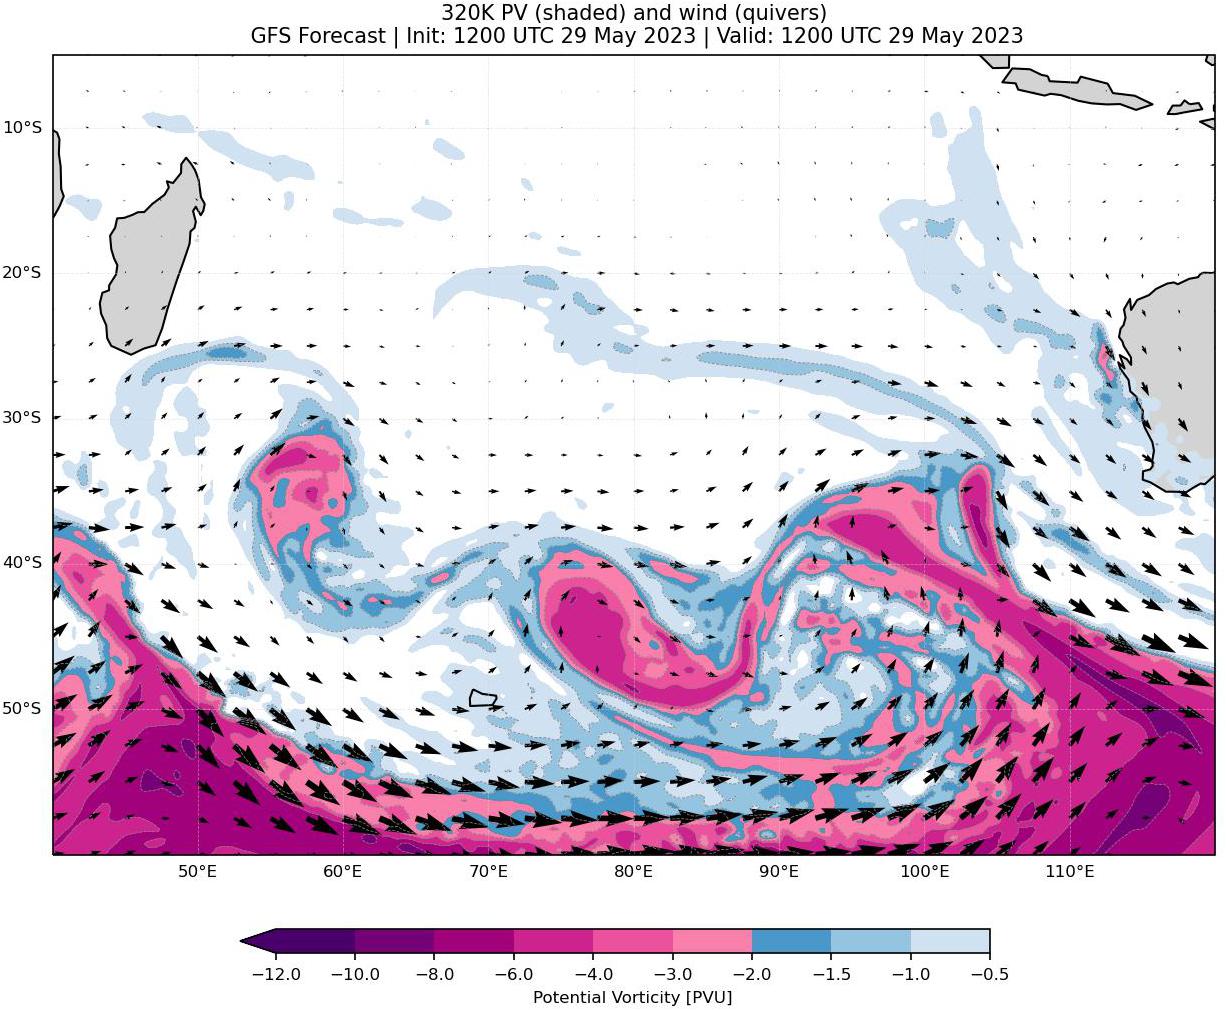 320K PV (shaded) and wind (quivers)
GFS Forecast | Init: 1200 UTC 29 May 2023 | Valid: 1200 UTC 29 May 2023
10°S
20°S
30°S
40°S
50°S
50°E 60°E 70°E 80°E 90°E 100°E 110°E
−12.0 −10.0 −8.0 −6.0 −4.0 −3.0 −2.0 −1.5 −1.0 −0.5
Potential Vorticity [PVU]